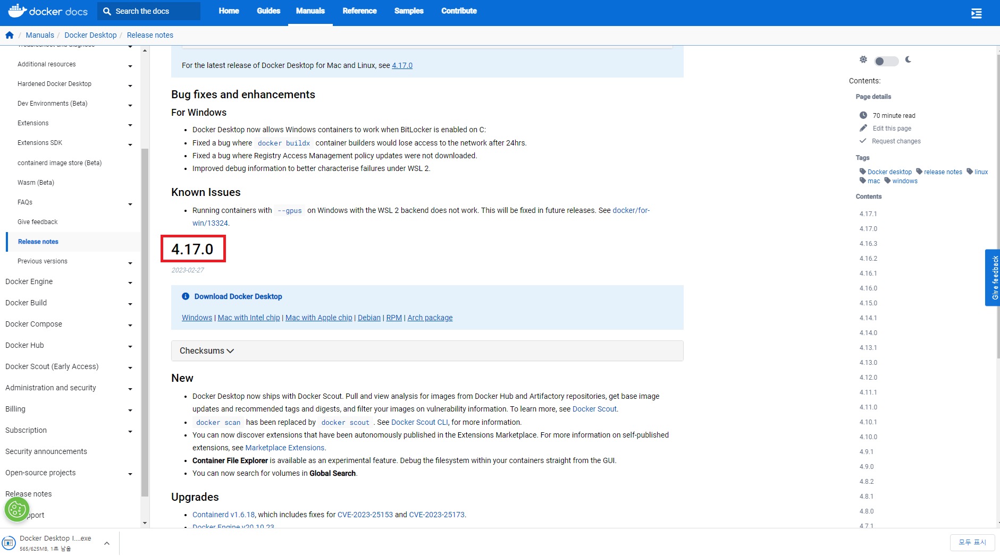 docker docs
Search the docs
Home
Guides
Manuals
Reference
Samples
Contribute
/ Manuals / Docker Desktop / Release notes
Troubleshoot and diagnose
Additional resources
Hardened Docker Desktop
Dev Environments (Beta)
Extensions
Extensions SDK
containerd image store (Beta)
Wasm (Beta)
FAQs
Give feedback
Release notes
Previous versions
Docker Engine
Docker Build
Docker Compose
Docker Hub
Docker Scout (Early Access)
Administration and security
Billing
Subscription
Security announcements
Open-source projects
Release notes
pport
For the latest release of Docker Desktop for Mac and Linux, see 4.17.0
Bug fixes and enhancements
For Windows
• Docker Desktop now allows Windows containers to work when BitLocker is enabled on C:
• Fixed a bug where docker buildx container builders would lose access to the network after 24hrs.
• Fixed a bug where Registry Access Management policy updates were not downloaded.
• Improved debug information to better characterise failures under WSL 2.
Known Issues
• Running containers with --gpus on Windows with the WSL 2 backend does not work. This will be fixed in future releases. See docker/for-
win/13324.
4.17.0
2023-02-27
Download Docker Desktop
Windows | Mac with Intel chip | Mac with Apple chip | Debian | RPM | Arch package
Checksums
New
• Docker Desktop now ships with Docker Scout. Pull and view analysis for images from Docker Hub and Artifactory repositories, get base image
updates and recommended tags and digests, and filter your images on vulnerability information. To learn more, see Docker Scout.
• docker scan has been replaced by docker scout . See Docker Scout CLI, for more information.
• You can now discover extensions that have been autonomously published in the Extensions Marketplace. For more information on self-published
extensions, see Marketplace Extensions.
• Container File Explorer is available as an experimental feature. Debug the filesystem within your containers straight from the GUI.
• You can now search for volumes in Global Search.
Upgrades
• Containerd v1.6.18, which includes fixes for CVE-2023-25153 and CVE-2023-25173.
• Docker Engine v20.10.23
Contents:
Page details
70 minute read
Edit this page
Request changes
Tags
Docker desktop release notes linux
mac windows
Contents
4.17.1
4.17.0
4.16.3
4.16.2
4.16.1
4.16.0
4.15.0
4.14.1
4.14.0
4.13.1
4.13.0
4.12.0
4.11.1
4.11.0
4.10.1
4.10.0
4.9.1
4.9.0
4.8.2
4.8.1
4.8.0
4.7.1
Give feedback
Docker Desktop I....exe
565/625MB, 1초 남음
모두 표시